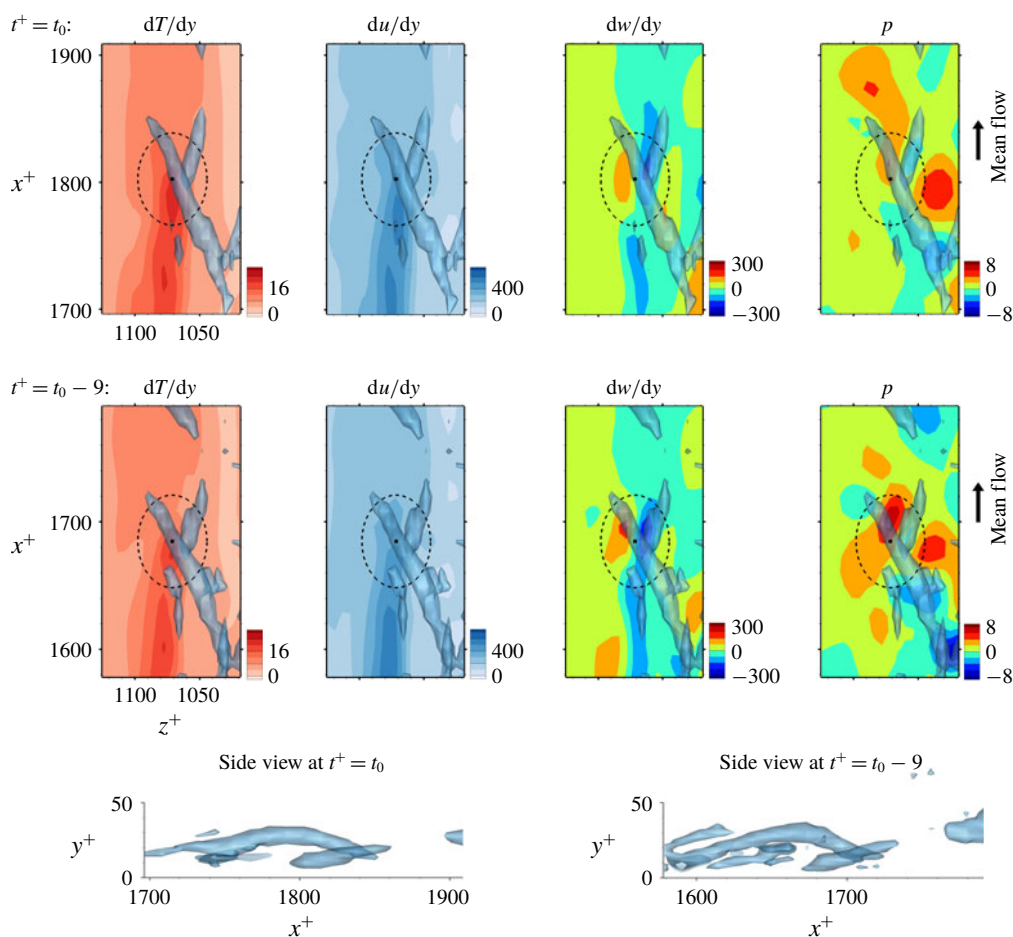 t⁺ = t₀: dT/dy du/dy dw/dy p
1900
x⁺ 1800
1700
1100 1050
16
0
400
0
300
0
−300
8
0
−8
Mean flow
t⁺ = t₀ − 9: dT/dy du/dy dw/dy p
x⁺ 1700
1600
1100 1050
z⁺
16
0
400
0
300
0
−300
8
0
−8
Mean flow
Side view at t⁺ = t₀ Side view at t⁺ = t₀ − 9
50
y⁺
0
1700 1800 1900
x⁺
50
y⁺
0
1600 1700
x⁺